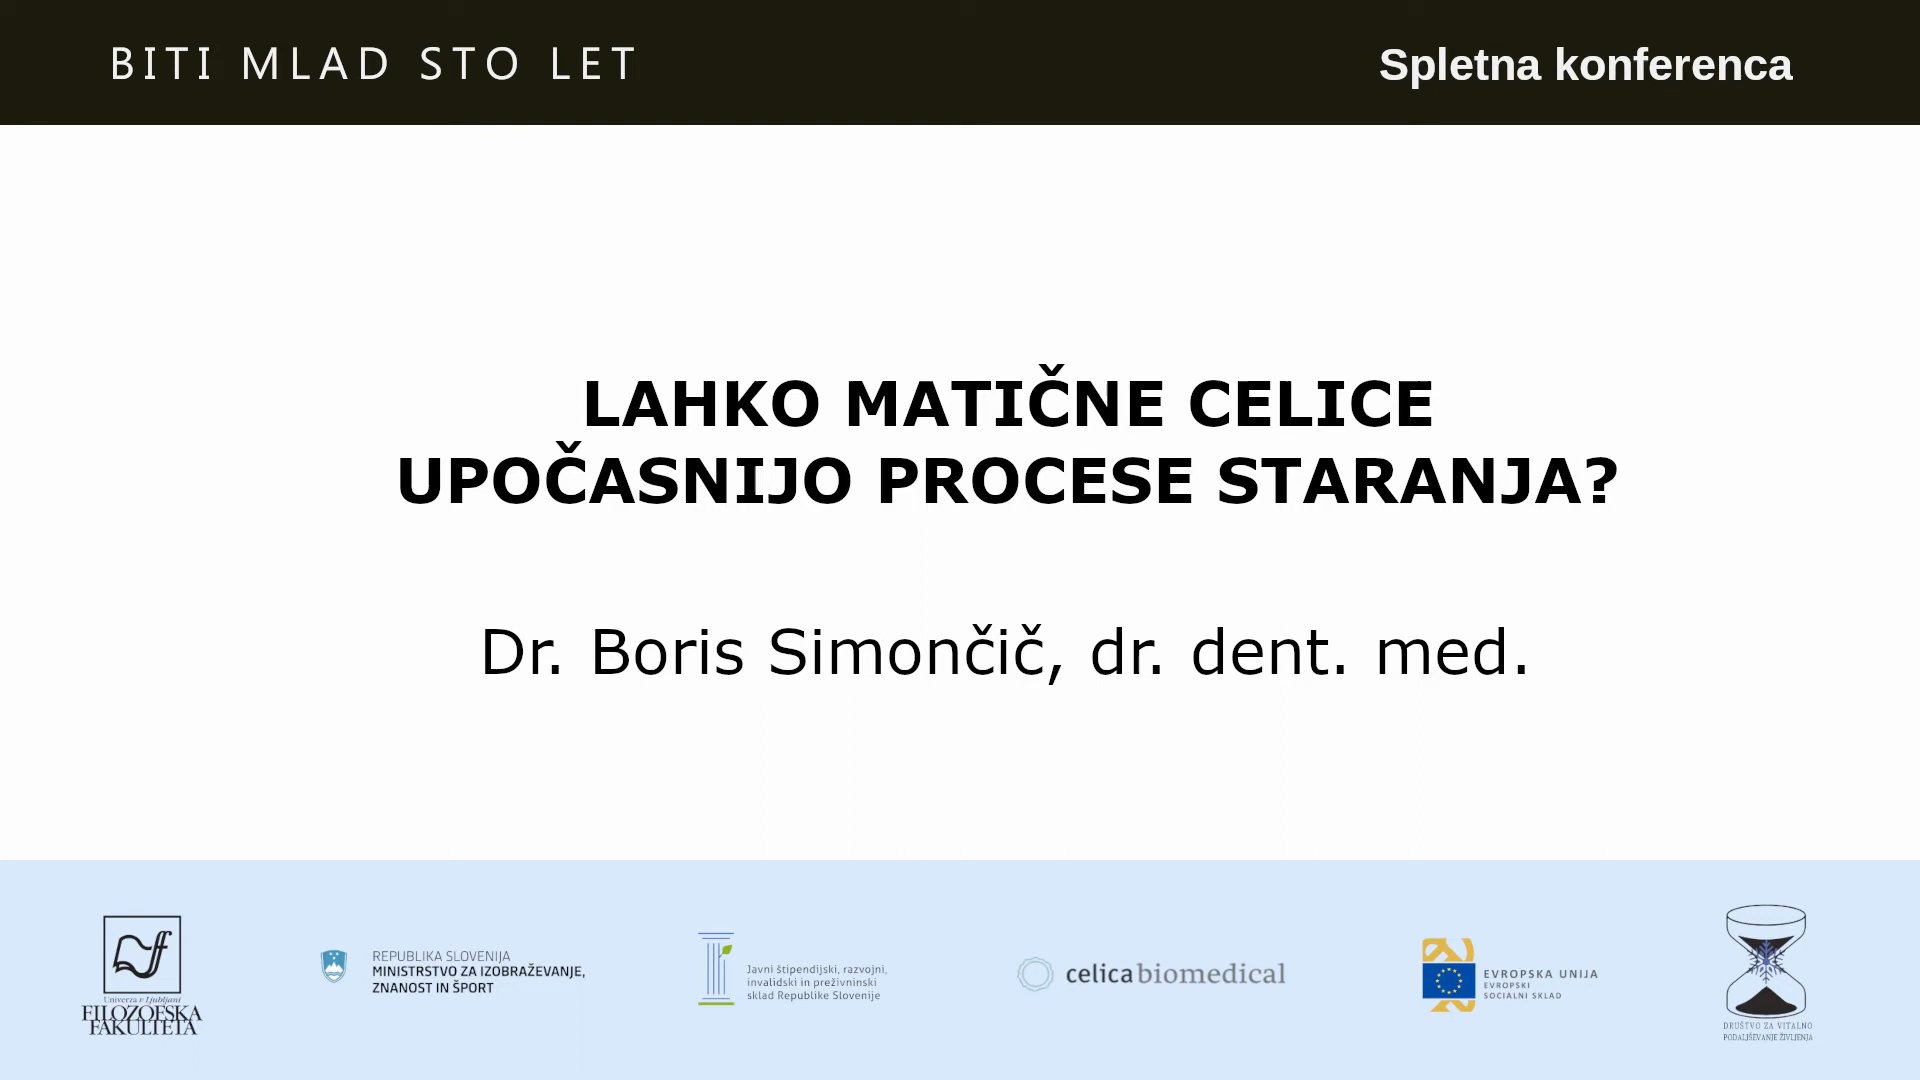 BITI MLAD STO LET
Spletna konferenca
LAHKO MATIČNE CELICE
UPOČASNIJO PROCESE STARANJA?
Dr. Boris Simončič, dr. dent. med.
Univerza v Ljubljani
FILOZOFSKA
FAKULTETA
REPUBLIKA SLOVENIJA
MINISTRSTVO ZA IZOBRAŽEVANJE,
ZNANOST IN ŠPORT
Javni štipendijski, razvojni,
invalidski in preživninski
sklad Republike Slovenije
celica biomedical
EVROPSKA UNIJA
EVROPSKI
SOCIALNI SKLAD
DRUŠTVO ZA VITALNO
PODALJŠEVANJE ŽIVLJENJA